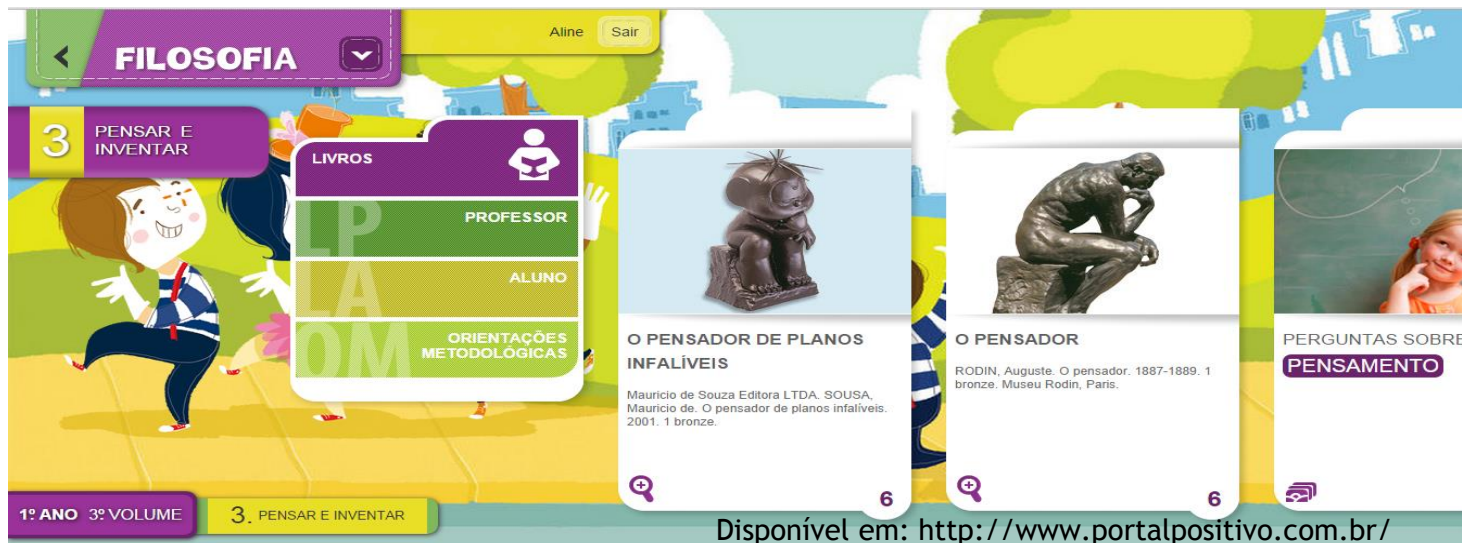 FILOSOFIA
Aline Sair
3 PENSAR E
INVENTAR
LIVROS
LP
PROFESSOR
LA
ALUNO
OM
ORIENTAÇÕES
METODOLÓGICAS
O PENSADOR DE PLANOS
INFALÍVEIS
Mauricio de Souza Editora LTDA. SOUSA,
Mauricio de. O pensador de planos infalíveis.
2001. 1 bronze.
6
O PENSADOR
RODIN, Auguste. O pensador. 1887-1889. 1
bronze. Museu Rodin, Paris.
6
PERGUNTAS SOBRE
PENSAMENTO
1º ANO 3º VOLUME
3. PENSAR E INVENTAR
Disponível em: http://www.portalpositivo.com.br/